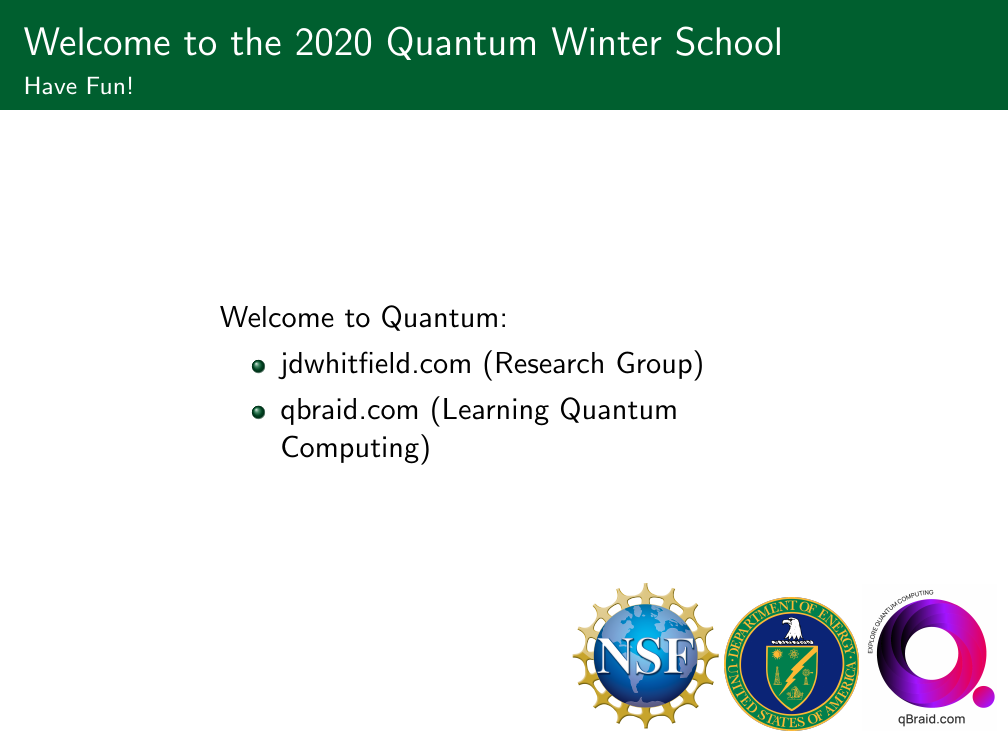 Welcome to the 2020 Quantum Winter School
Have Fun!
Welcome to Quantum:
jdwhitfield.com (Research Group)
qbraid.com (Learning Quantum
Computing)
NSF
DEPARTMENT OF ENERGY
UNITED STATES OF AMERICA
EXPLORE QUANTUM COMPUTING
qBraid.com